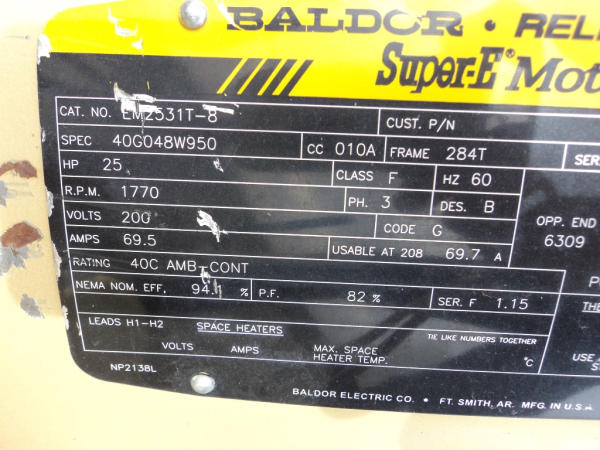 BALDOR • REL
Super-E® Mot
CAT. NO. EM2531T-8 CUST. P/N
SPEC 40G048W950 CC 010A FRAME 284T SER
HP 25 CLASS F HZ 60
R.P.M. 1770 PH. 3 DES. B OPP. END
VOLTS 200 CODE G 6309
AMPS 69.5 USABLE AT 208 69.7 A
RATING 40C AMB-CONT
NEMA NOM. EFF. 94.1 % P.F. 82 % SER. F 1.15
LEADS H1-H2 SPACE HEATERS TIE LIKE NUMBERS TOGETHER
VOLTS AMPS MAX. SPACE HEATER TEMP. °C USE
NP2138L
BALDOR ELECTRIC CO. • FT. SMITH, AR. MFG. IN U.S.A